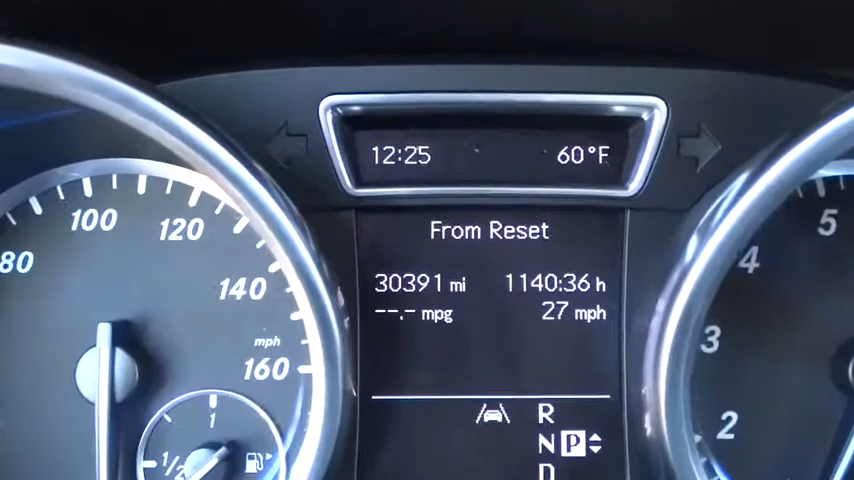 12:25 60°F
From Reset
30391 mi 1140:36 h
--.- mpg 27 mph
R
N P
D
80
100
120
140
160
mph
1
1/2
5
4
3
2